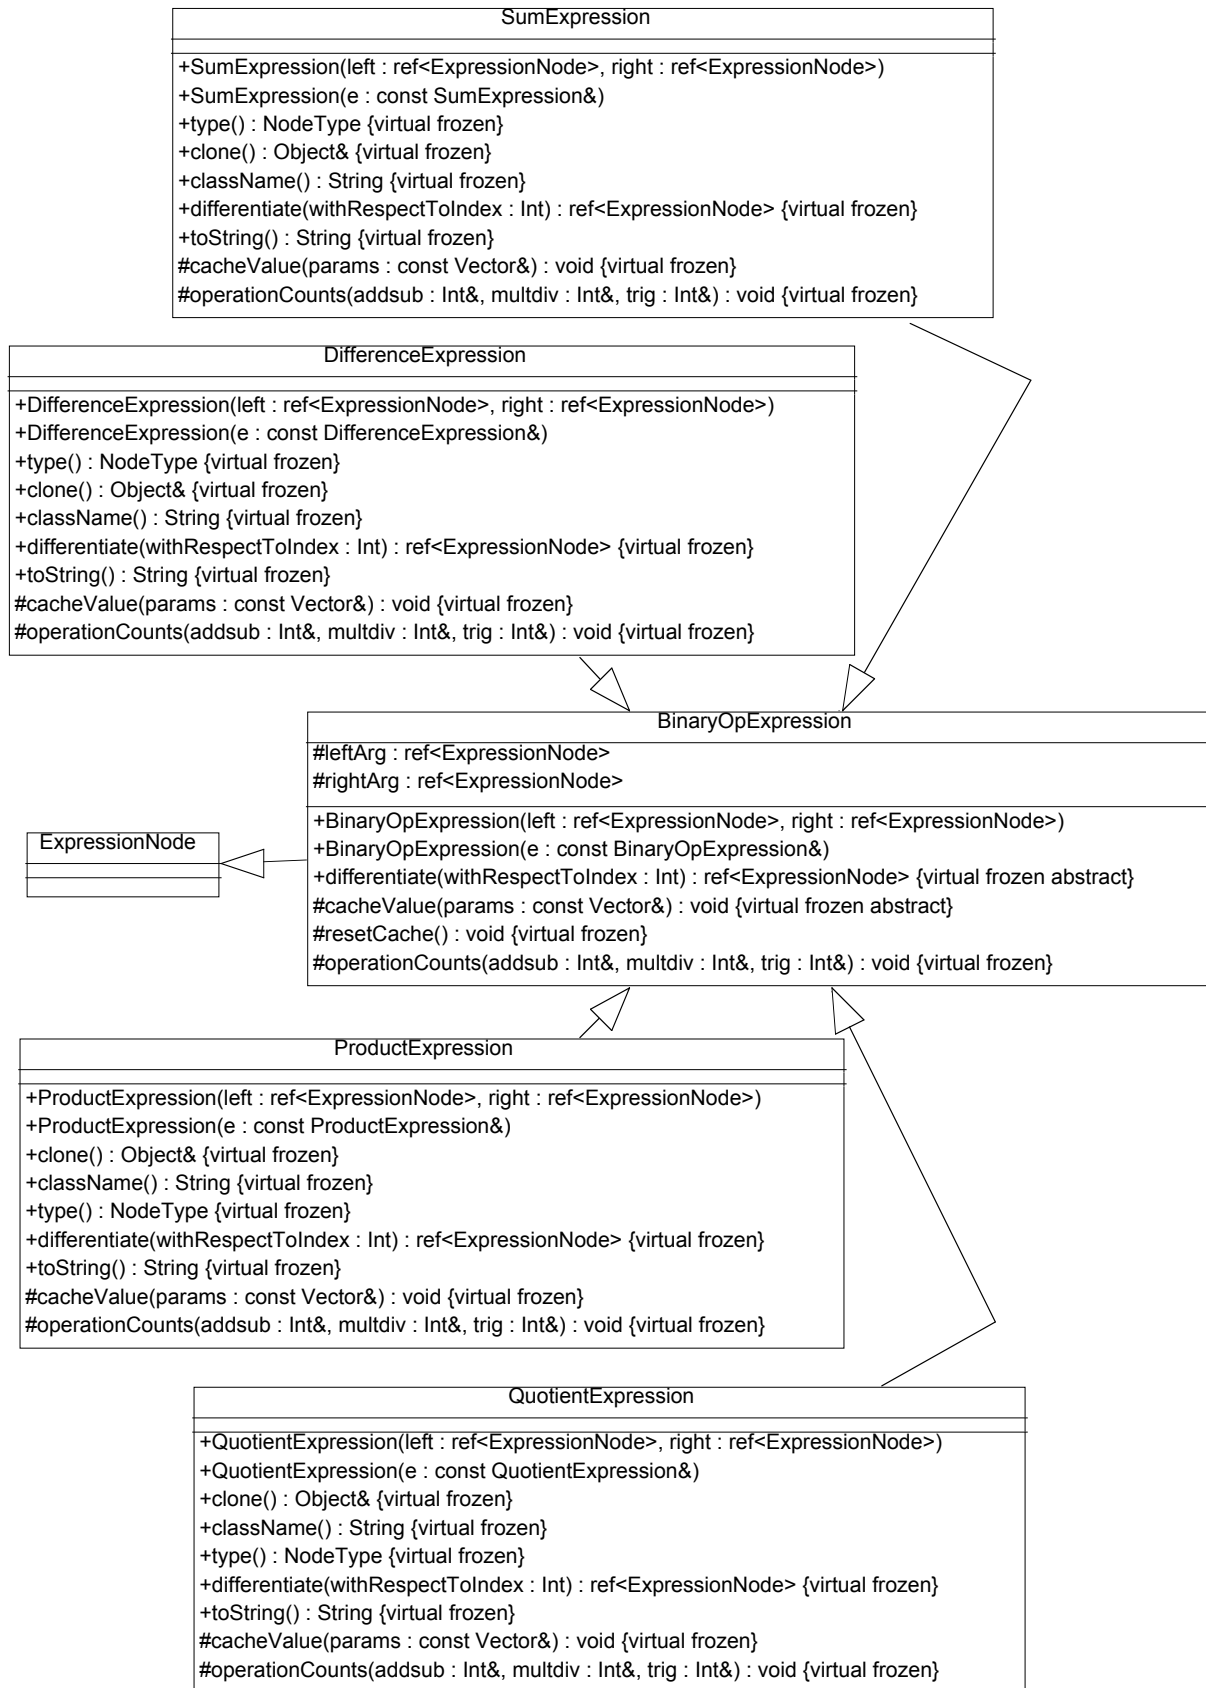 SumExpression
+SumExpression(left : ref<ExpressionNode>, right : ref<ExpressionNode>)
+SumExpression(e : const SumExpression&)
+type() : NodeType {virtual frozen}
+clone() : Object& {virtual frozen}
+className() : String {virtual frozen}
+differentiate(withRespectToIndex : Int) : ref<ExpressionNode> {virtual frozen}
+toString() : String {virtual frozen}
#cacheValue(params : const Vector&) : void {virtual frozen}
#operationCounts(addsub : Int&, multdiv : Int&, trig : Int&) : void {virtual frozen}
DifferenceExpression
+DifferenceExpression(left : ref<ExpressionNode>, right : ref<ExpressionNode>)
+DifferenceExpression(e : const DifferenceExpression&)
+type() : NodeType {virtual frozen}
+clone() : Object& {virtual frozen}
+className() : String {virtual frozen}
+differentiate(withRespectToIndex : Int) : ref<ExpressionNode> {virtual frozen}
+toString() : String {virtual frozen}
#cacheValue(params : const Vector&) : void {virtual frozen}
#operationCounts(addsub : Int&, multdiv : Int&, trig : Int&) : void {virtual frozen}
BinaryOpExpression
#leftArg : ref<ExpressionNode>
#rightArg : ref<ExpressionNode>
+BinaryOpExpression(left : ref<ExpressionNode>, right : ref<ExpressionNode>)
+BinaryOpExpression(e : const BinaryOpExpression&)
+differentiate(withRespectToIndex : Int) : ref<ExpressionNode> {virtual frozen abstract}
#cacheValue(params : const Vector&) : void {virtual frozen abstract}
#resetCache() : void {virtual frozen}
#operationCounts(addsub : Int&, multdiv : Int&, trig : Int&) : void {virtual frozen}
ExpressionNode
ProductExpression
+ProductExpression(left : ref<ExpressionNode>, right : ref<ExpressionNode>)
+ProductExpression(e : const ProductExpression&)
+clone() : Object& {virtual frozen}
+className() : String {virtual frozen}
+type() : NodeType {virtual frozen}
+differentiate(withRespectToIndex : Int) : ref<ExpressionNode> {virtual frozen}
+toString() : String {virtual frozen}
#cacheValue(params : const Vector&) : void {virtual frozen}
#operationCounts(addsub : Int&, multdiv : Int&, trig : Int&) : void {virtual frozen}
QuotientExpression
+QuotientExpression(left : ref<ExpressionNode>, right : ref<ExpressionNode>)
+QuotientExpression(e : const QuotientExpression&)
+clone() : Object& {virtual frozen}
+className() : String {virtual frozen}
+type() : NodeType {virtual frozen}
+differentiate(withRespectToIndex : Int) : ref<ExpressionNode> {virtual frozen}
+toString() : String {virtual frozen}
#cacheValue(params : const Vector&) : void {virtual frozen}
#operationCounts(addsub : Int&, multdiv : Int&, trig : Int&) : void {virtual frozen}